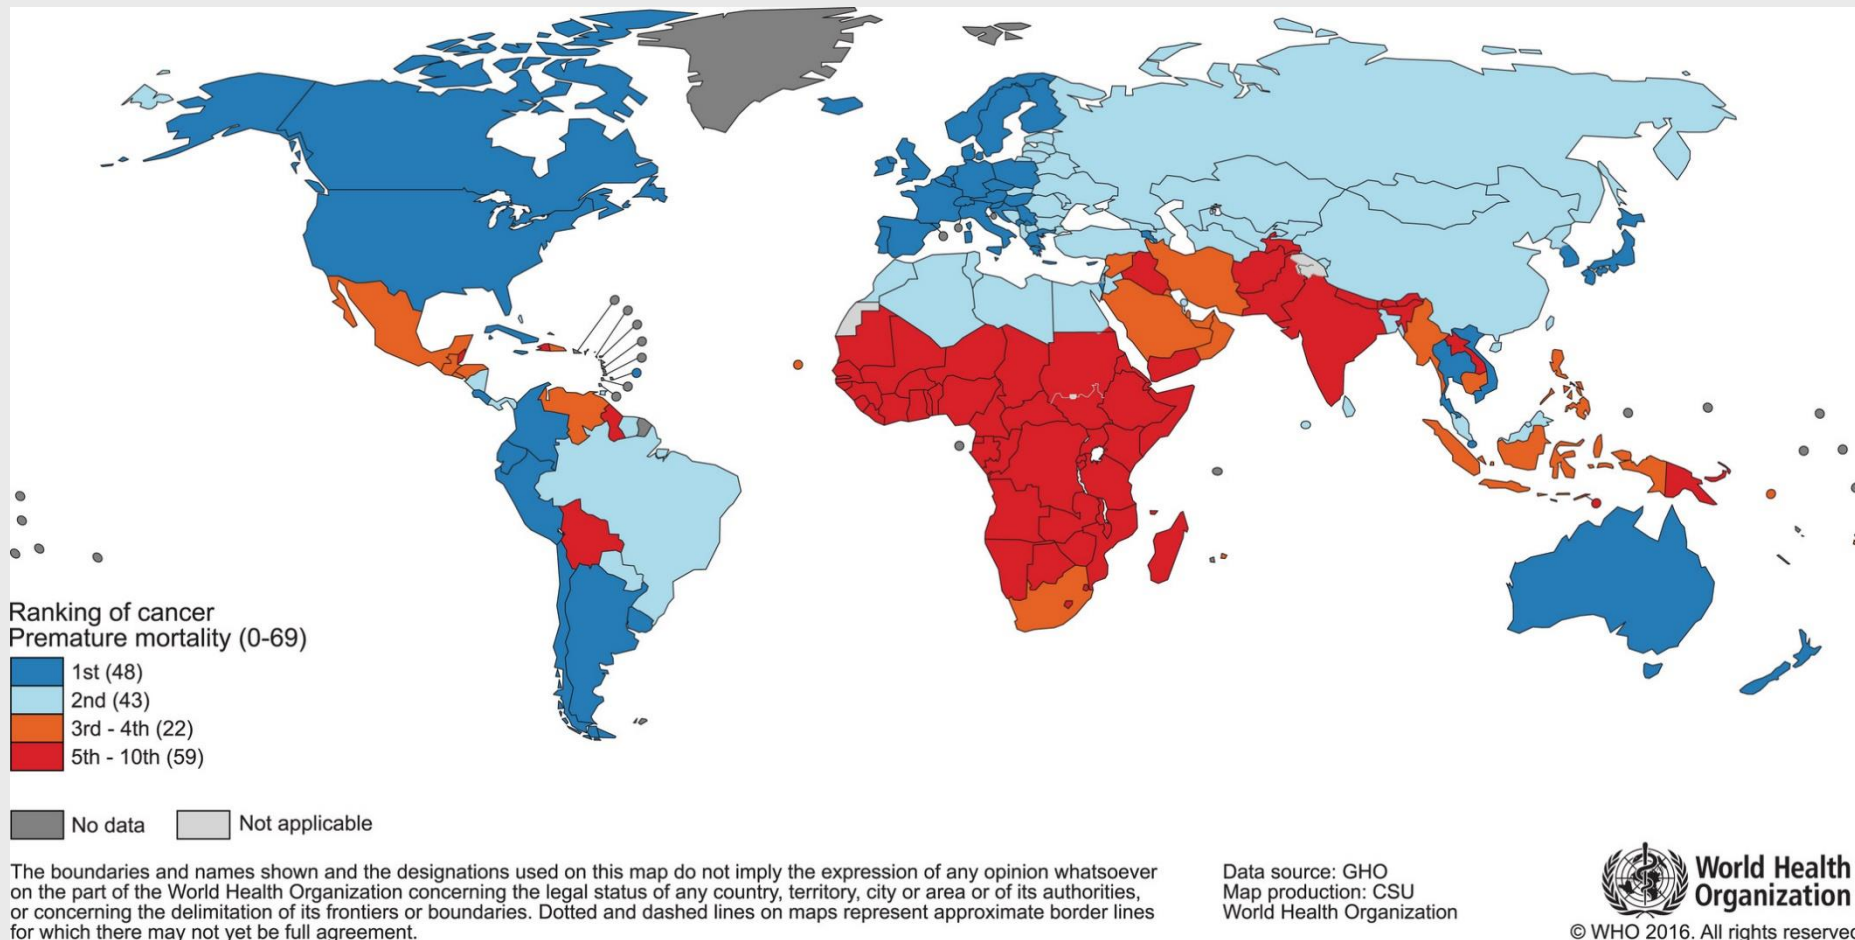 Ranking of cancer
Premature mortality (0-69)
1st (48)
2nd (43)
3rd - 4th (22)
5th - 10th (59)
No data
Not applicable
The boundaries and names shown and the designations used on this map do not imply the expression of any opinion whatsoever
on the part of the World Health Organization concerning the legal status of any country, territory, city or area or of its authorities,
or concerning the delimitation of its frontiers or boundaries. Dotted and dashed lines on maps represent approximate border lines
for which there may not yet be full agreement.
Data source: GHO
Map production: CSU
World Health Organization
World Health
Organization
© WHO 2016. All rights reserved